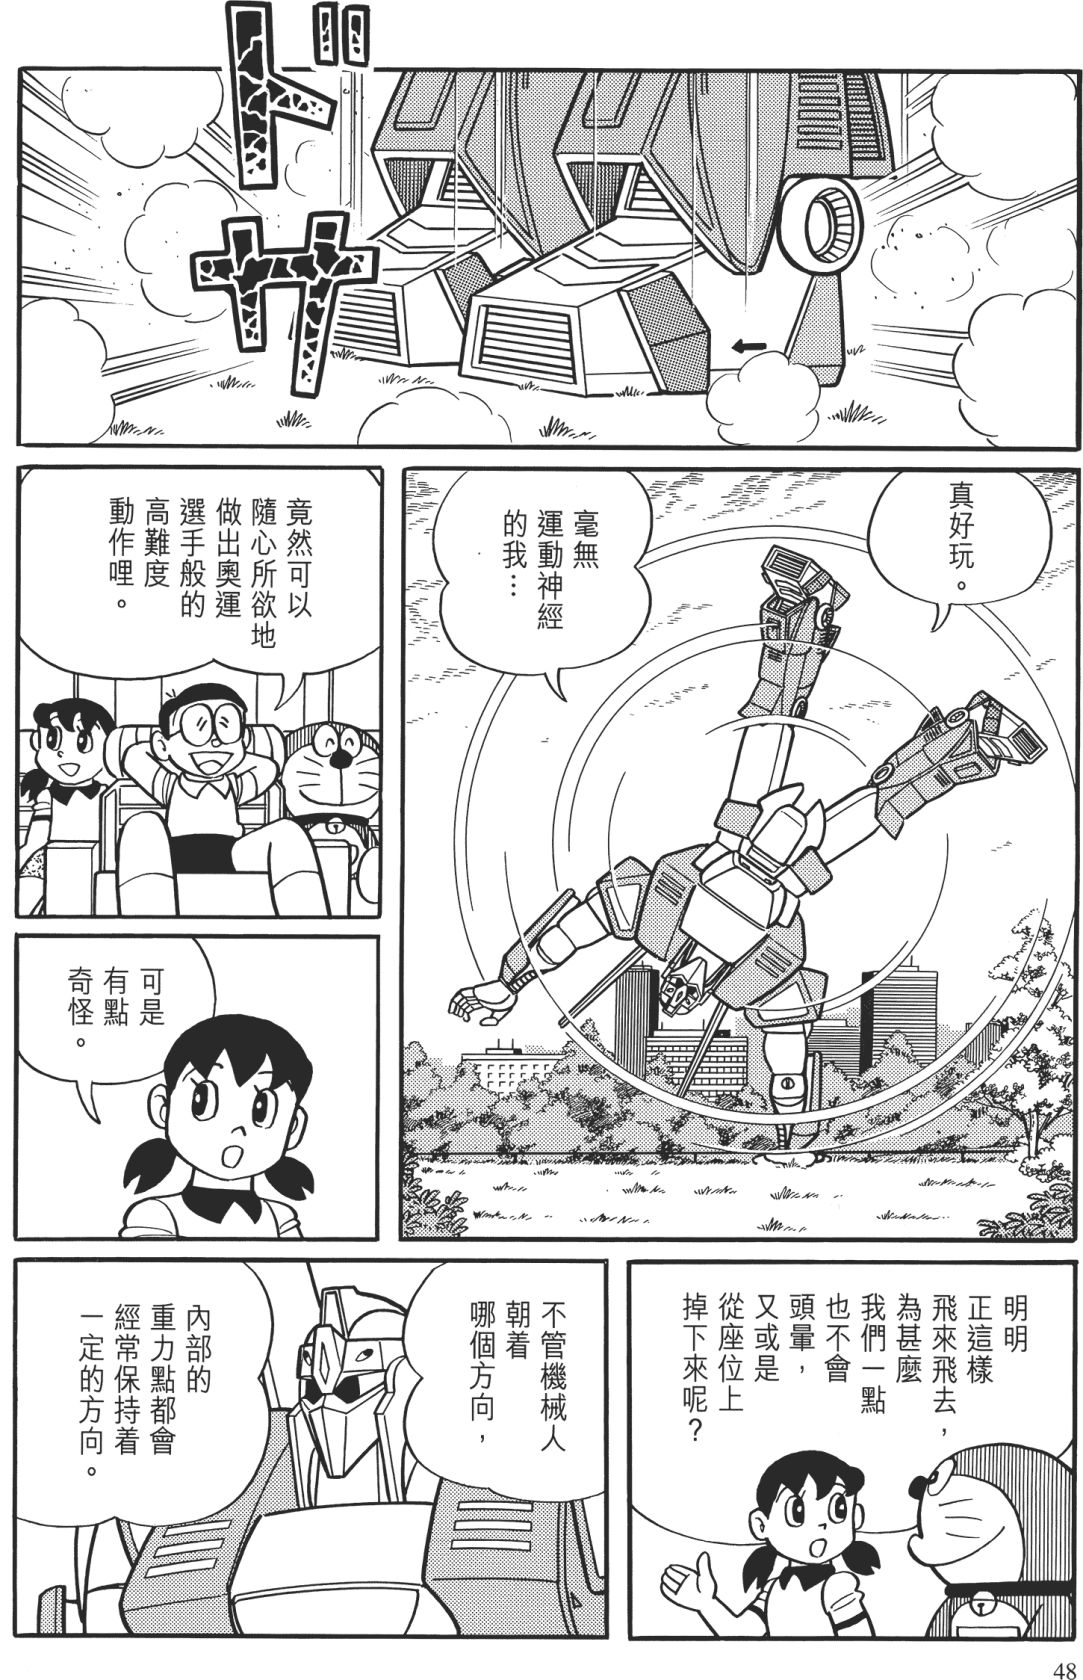 ドドサ
真好玩。
毫無
運動神經
的我…
竟然可以
隨心所欲地
做出奧運
選手般的
高難度
動作哩。
可是
有點
奇怪。
明明
正這樣
飛來飛去，
為甚麼
我們一點
也不會
頭暈，
又或是
從座位上
掉下來呢？
不管機械人
朝着
哪個方向，
內部的
重力點都會
經常保持着
一定的方向。
48